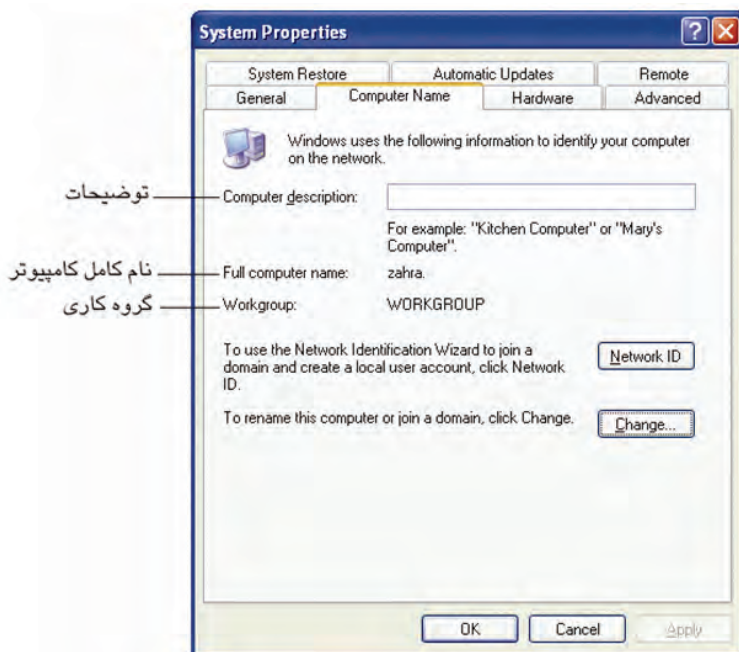 System Properties
System Restore
Automatic Updates
Remote
General
Computer Name
Hardware
Advanced
Windows uses the following information to identify your computer
on the network.
توضیحات
Computer description:
For example: "Kitchen Computer" or "Mary's
Computer".
نام کامل کامپیوتر
Full computer name:
zahra.
گروه کاری
Workgroup:
WORKGROUP
To use the Network Identification Wizard to join a
domain and create a local user account, click Network
ID.
Network ID
To rename this computer or join a domain, click Change.
Change...
OK
Cancel
Apply